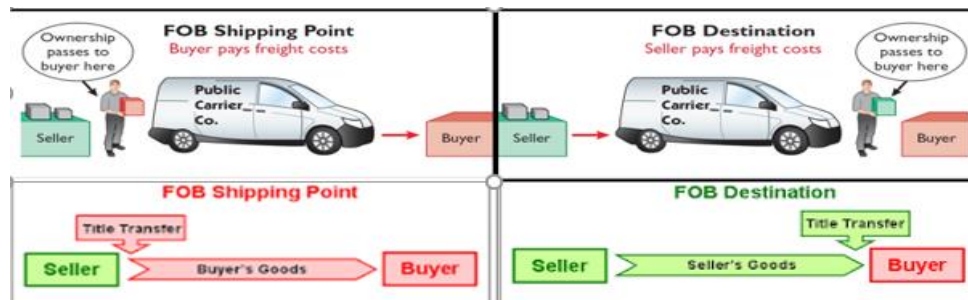 FOB Shipping Point
Buyer pays freight costs
Ownership
passes to
buyer here
Public
Carrier
Co.
Seller
Buyer
FOB Destination
Seller pays freight costs
Ownership
passes to
buyer here
Public
Carrier
Co.
Seller
Buyer
FOB Shipping Point
Title Transfer
Seller
Buyer's Goods
Buyer
FOB Destination
Title Transfer
Seller
Seller's Goods
Buyer